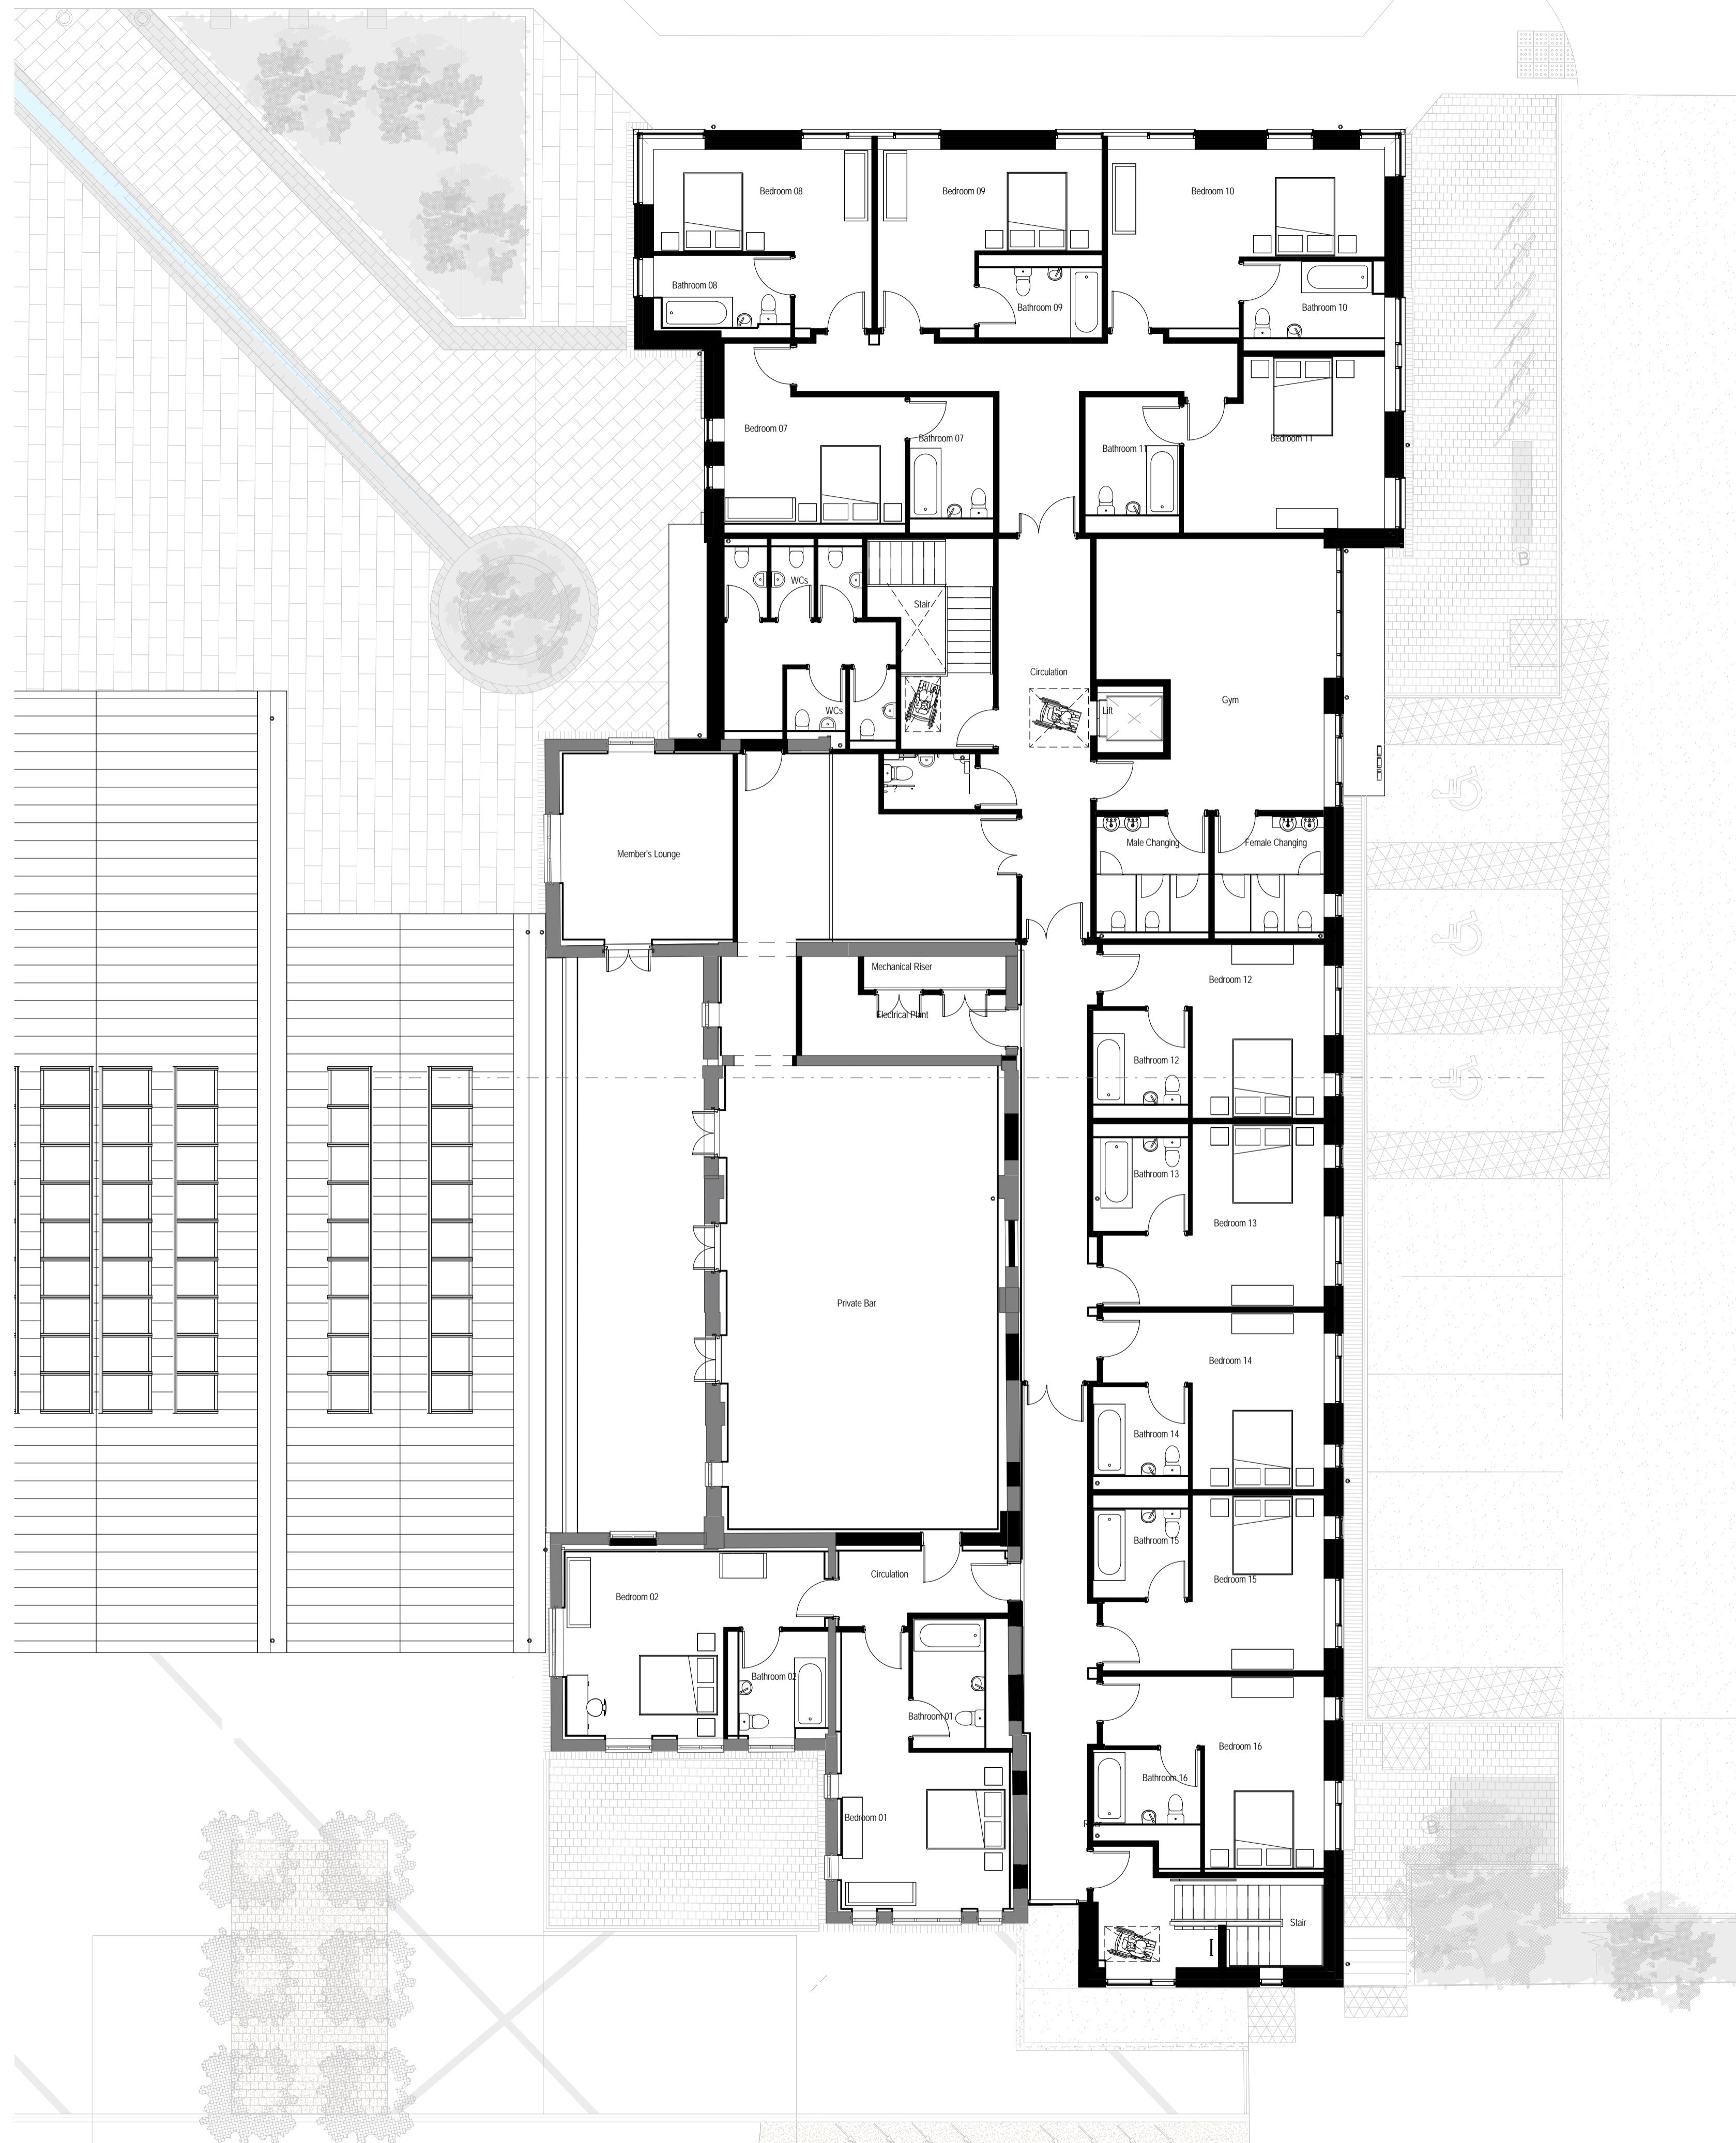 Bedroom 08
Bedroom 09
Bedroom 10
Bathroom 08
Bathroom 09
Bathroom 10
Bedroom 07
Bathroom 07
Bathroom 11
Bedroom 11
B
WCs
Stair
Circulation
Gym
Lift
WCs
Male Changing
Female Changing
Member's Lounge
Mechanical Riser
Electrical Plant
Bedroom 12
Bathroom 12
Bathroom 13
Bedroom 13
Private Bar
Bedroom 14
Bathroom 14
Bathroom 15
Bedroom 15
Circulation
Bedroom 02
Bathroom 02
Bathroom 01
Bedroom 16
Bathroom 16
Bedroom 01
Riser
B
Stair